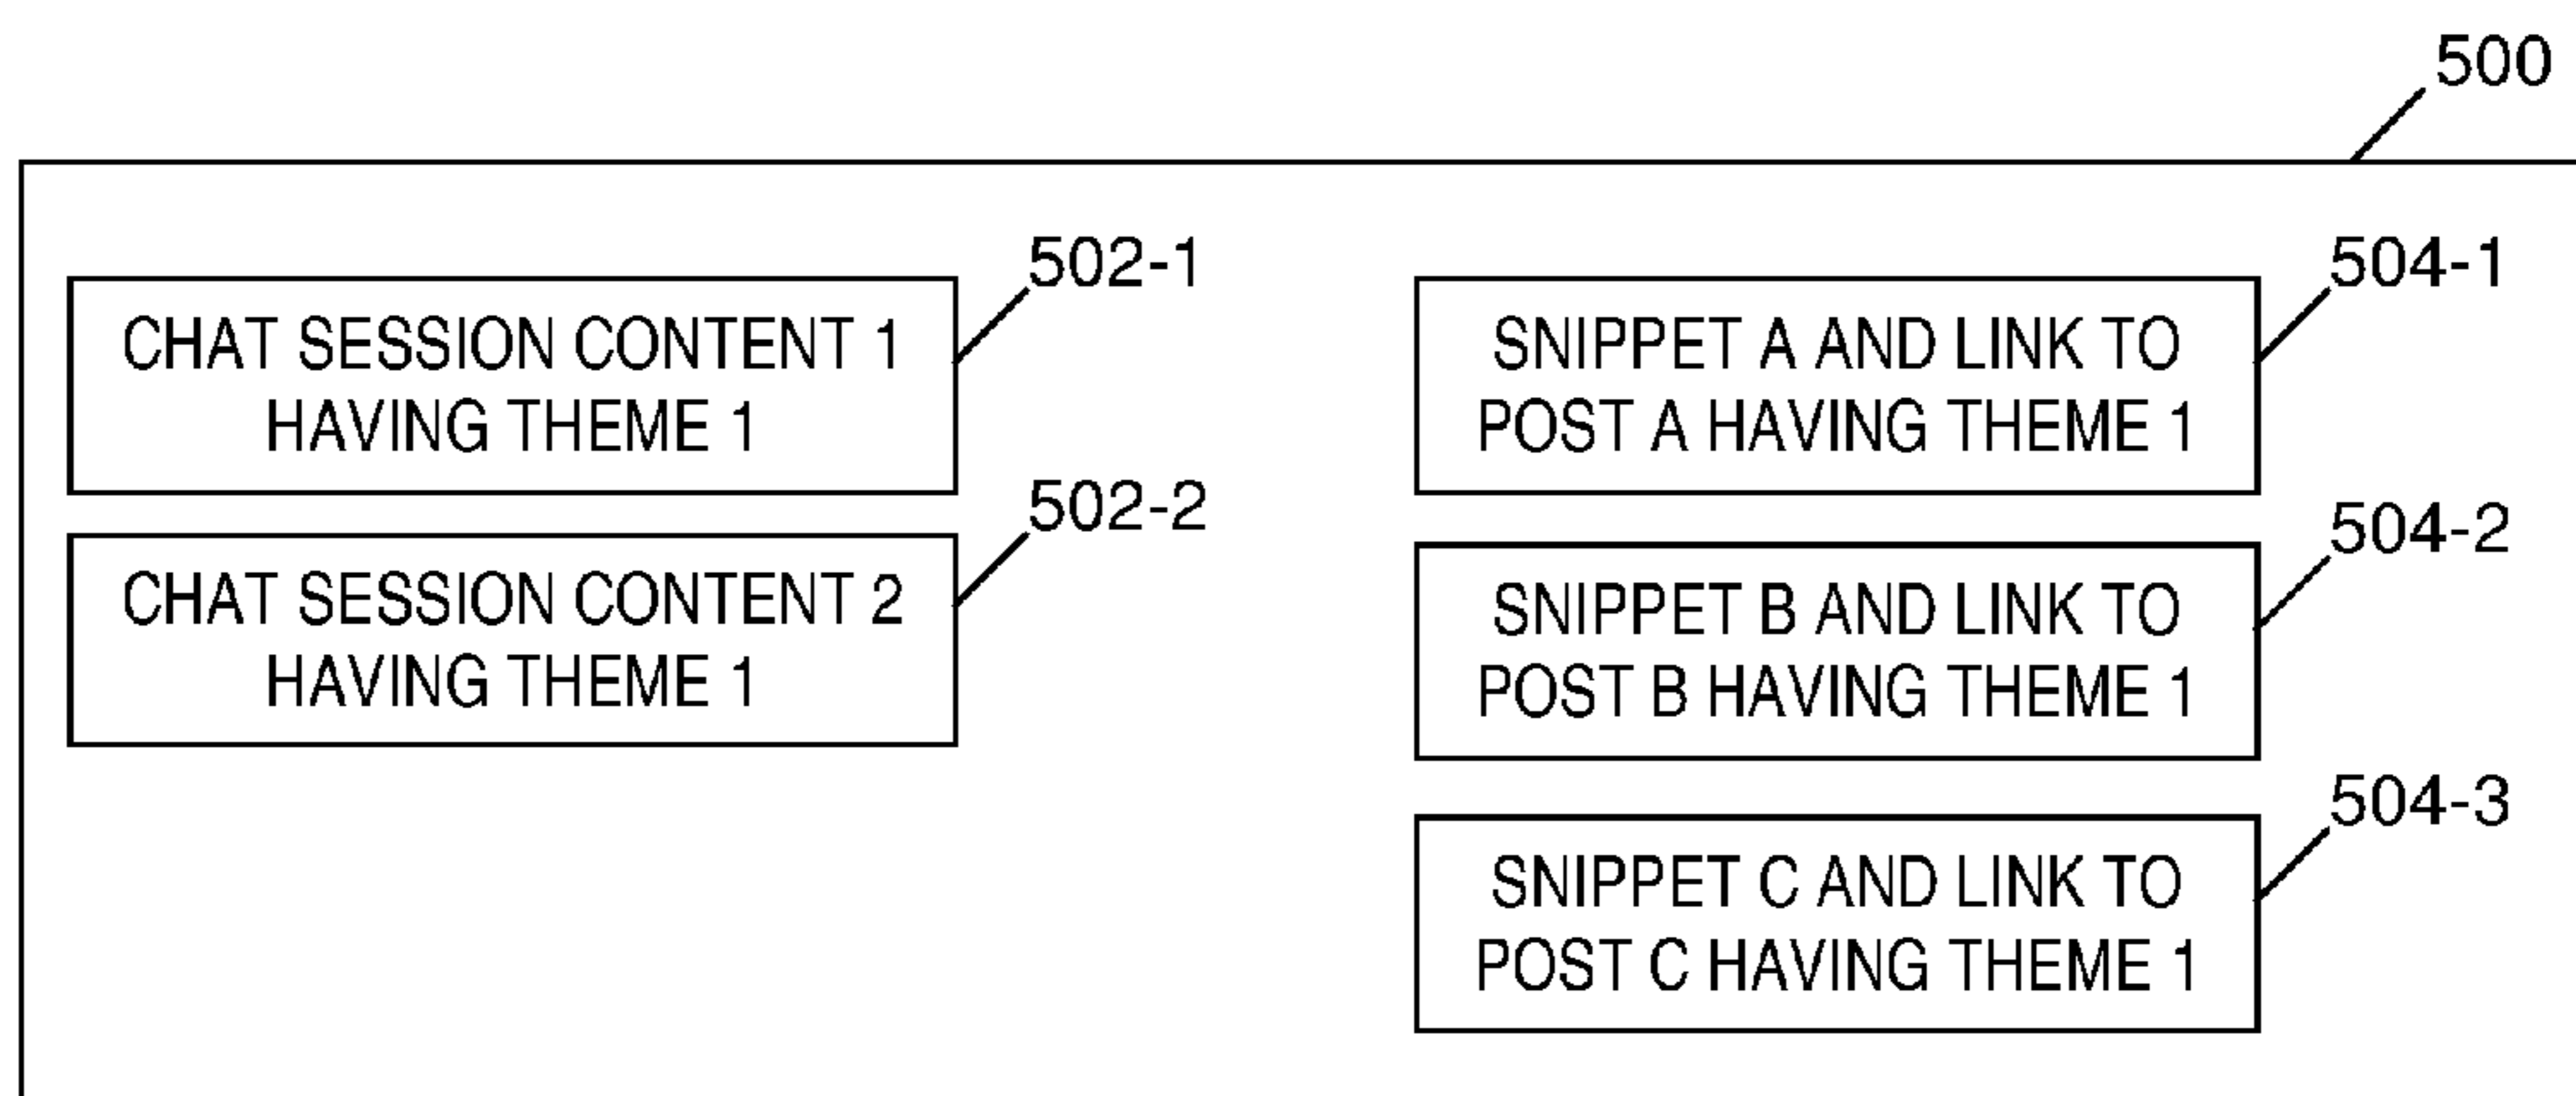 500
502-1
CHAT SESSION CONTENT 1
HAVING THEME 1
502-2
CHAT SESSION CONTENT 2
HAVING THEME 1
504-1
SNIPPET A AND LINK TO
POST A HAVING THEME 1
504-2
SNIPPET B AND LINK TO
POST B HAVING THEME 1
504-3
SNIPPET C AND LINK TO
POST C HAVING THEME 1